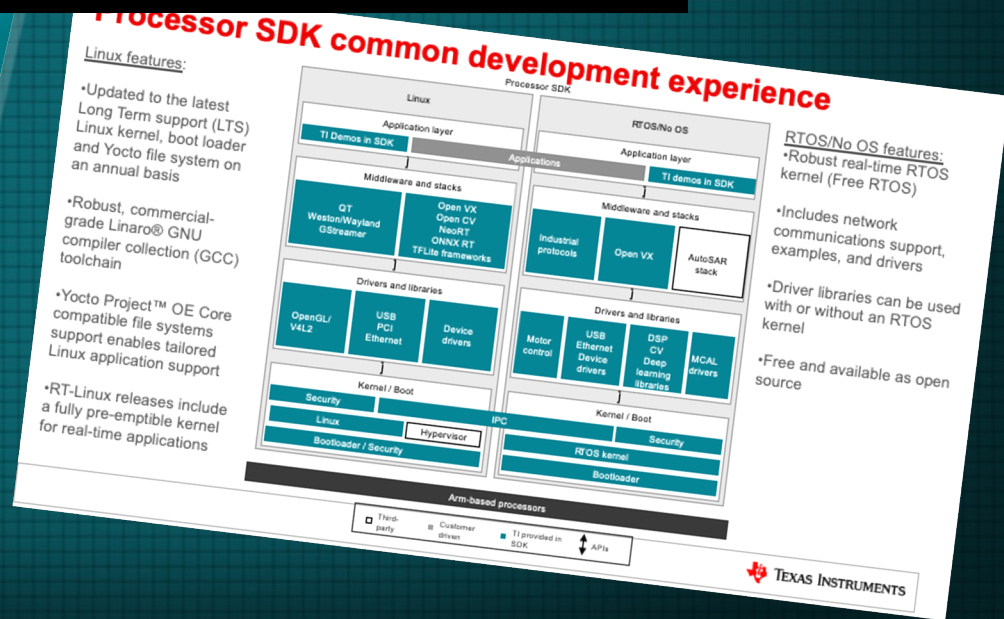 Processor SDK common development experience
Linux features:
•Updated to the latest
Long Term support (LTS)
Linux kernel, boot loader
and Yocto file system on
an annual basis
•Robust, commercial-
grade Linaro® GNU
compiler collection (GCC)
toolchain
•Yocto Project™ OE Core
compatible file systems
support enables tailored
Linux application support
•RT-Linux releases include
a fully pre-emptible kernel
for real-time applications
Processor SDK
Linux
Application layer
TI Demos in SDK
Applications
Middleware and stacks
QT
Weston/Wayland
GStreamer
Open VX
Open CV
NeoRT
ONNX RT
TFLite frameworks
Drivers and libraries
OpenGL/
V4L2
USB
PCI
Ethernet
Device
drivers
Kernel / Boot
Security
IPC
Linux
Hypervisor
Bootloader / Security
RTOS/No OS
Application layer
TI demos in SDK
Middleware and stacks
Industrial
protocols
Open VX
AutoSAR
stack
Drivers and libraries
Motor
control
USB
Ethernet
Device
drivers
DSP
CV
Deep
learning
libraries
MCAL
drivers
Kernel / Boot
Security
RTOS kernel
Bootloader
Arm-based processors
Third-
party
Customer
driven
TI provided in
SDK
APIs
RTOS/No OS features:
•Robust real-time RTOS
kernel (Free RTOS)
•Includes network
communications support,
examples, and drivers
•Driver libraries can be used
with or without an RTOS
kernel
•Free and available as open
source
TEXAS INSTRUMENTS